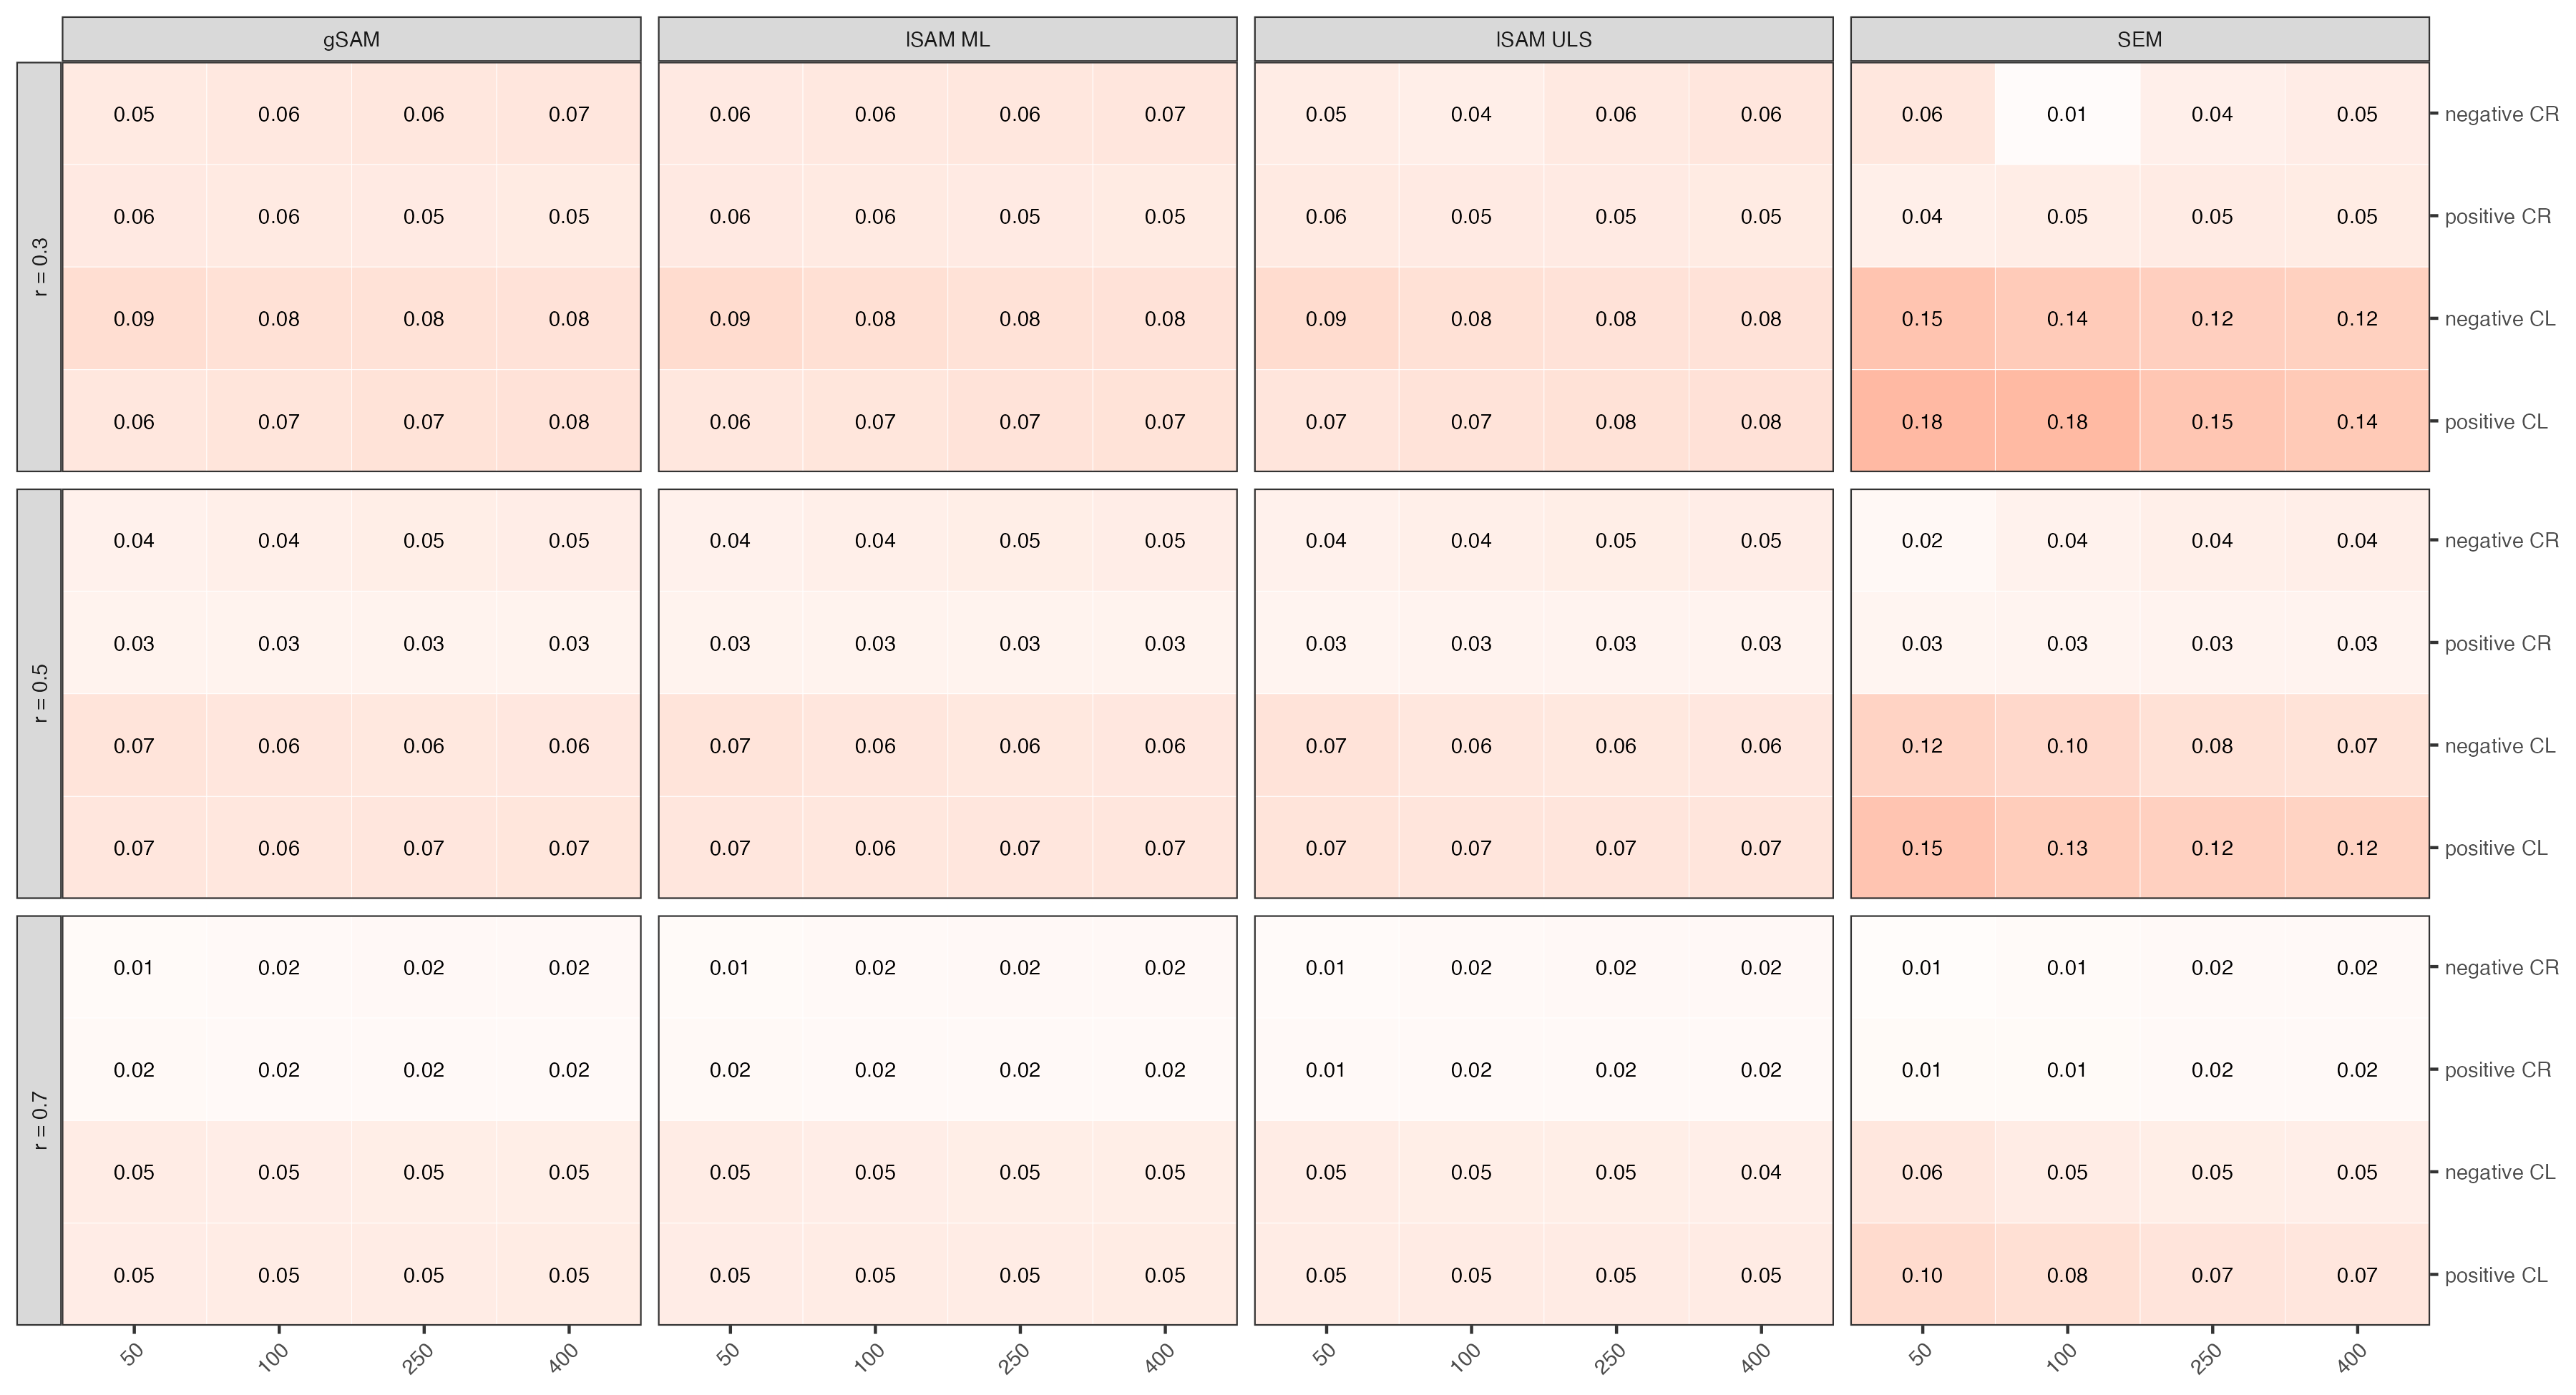 gSAM lSAM ML lSAM ULS SEM
r = 0.3
0.05 0.06 0.06 0.07 0.06 0.06 0.06 0.07 0.05 0.04 0.06 0.06 0.06 0.01 0.04 0.05 negative CR
0.06 0.06 0.05 0.05 0.06 0.06 0.05 0.05 0.06 0.05 0.05 0.05 0.04 0.05 0.05 0.05 positive CR
0.09 0.08 0.08 0.08 0.09 0.08 0.08 0.08 0.09 0.08 0.08 0.08 0.15 0.14 0.12 0.12 negative CL
0.06 0.07 0.07 0.08 0.06 0.07 0.07 0.07 0.07 0.07 0.08 0.08 0.18 0.18 0.15 0.14 positive CL
r = 0.5
0.04 0.04 0.05 0.05 0.04 0.04 0.05 0.05 0.04 0.04 0.05 0.05 0.02 0.04 0.04 0.04 negative CR
0.03 0.03 0.03 0.03 0.03 0.03 0.03 0.03 0.03 0.03 0.03 0.03 0.03 0.03 0.03 0.03 positive CR
0.07 0.06 0.06 0.06 0.07 0.06 0.06 0.06 0.07 0.06 0.06 0.06 0.12 0.10 0.08 0.07 negative CL
0.07 0.06 0.07 0.07 0.07 0.06 0.07 0.07 0.07 0.07 0.07 0.07 0.15 0.13 0.12 0.12 positive CL
r = 0.7
0.01 0.02 0.02 0.02 0.01 0.02 0.02 0.02 0.01 0.02 0.02 0.02 0.01 0.01 0.02 0.02 negative CR
0.02 0.02 0.02 0.02 0.02 0.02 0.02 0.02 0.01 0.02 0.02 0.02 0.01 0.01 0.02 0.02 positive CR
0.05 0.05 0.05 0.05 0.05 0.05 0.05 0.05 0.05 0.05 0.05 0.04 0.06 0.05 0.05 0.05 negative CL
0.05 0.05 0.05 0.05 0.05 0.05 0.05 0.05 0.05 0.05 0.05 0.05 0.10 0.08 0.07 0.07 positive CL
50 100 250 400 50 100 250 400 50 100 250 400 50 100 250 400